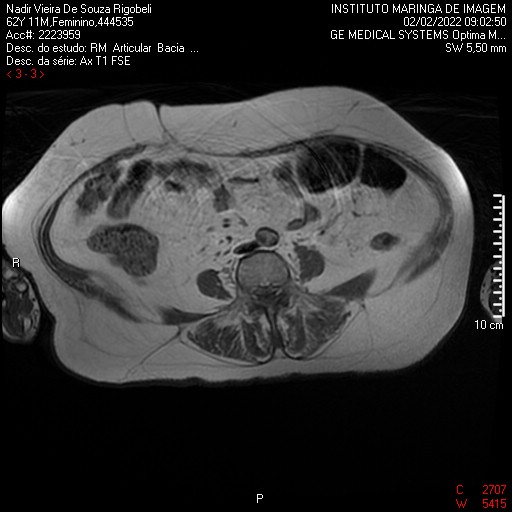 Nadir Vieira De Souza Rigobeli
62Y 11M,Feminino,444535
Acc#: 2223959
Desc. do estudo: RM Articular Bacia ...
Desc. da série: Ax T1 FSE
< 3 - 3 >
INSTITUTO MARINGA DE IMAGEM
02/02/2022 09:02:50
GE MEDICAL SYSTEMS Optima M...
SW 5,50 mm
R
10 cm
P
C 2707
W 5415